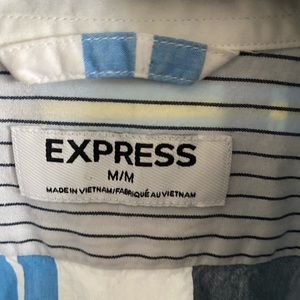 EXPRESS
M/M
MADE IN VIETNAM/FABRIQUÉ AU VIETNAM